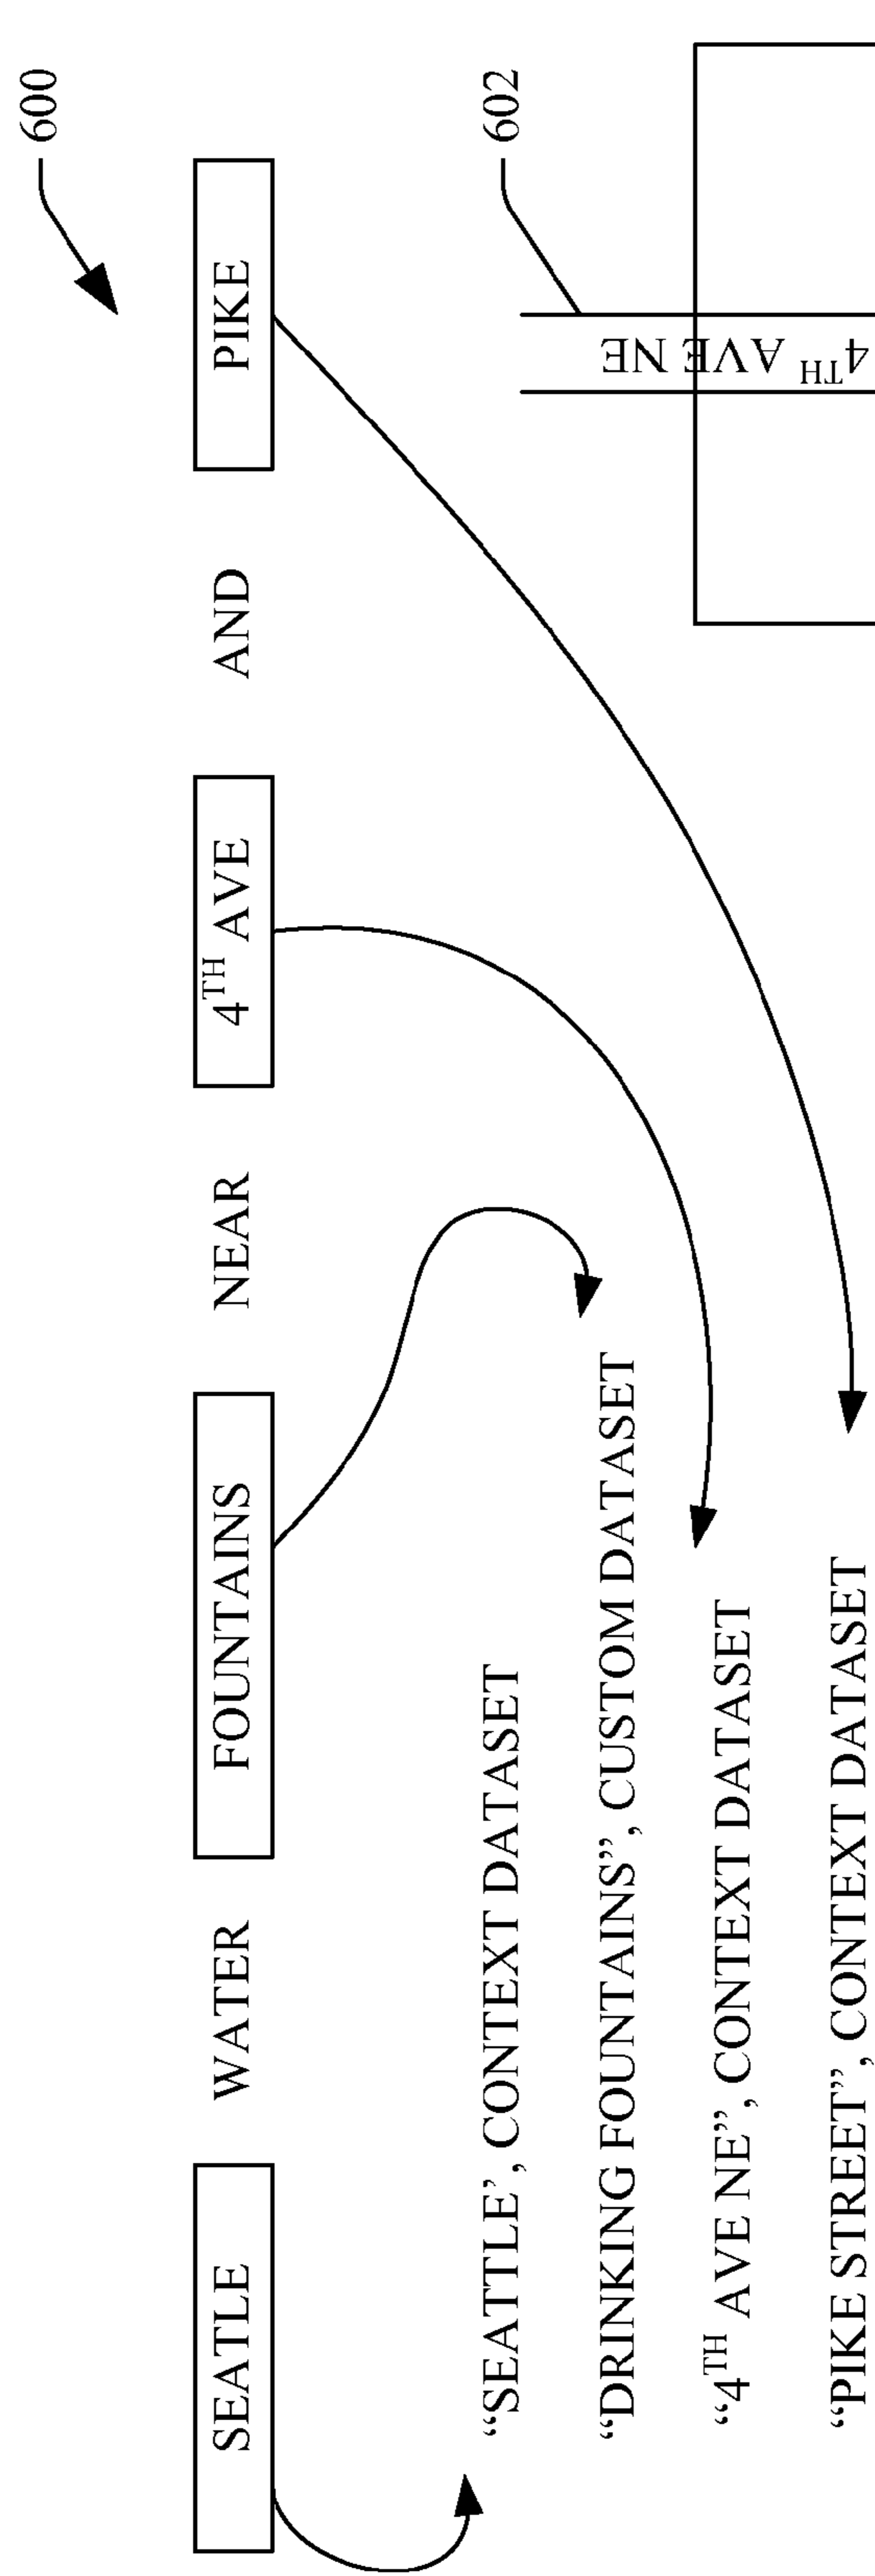 600
SEATLE WATER FOUNTAINS NEAR 4TH AVE AND PIKE
“SEATTLE’, CONTEXT DATASET
602
“DRINKING FOUNTAINS”, CUSTOM DATASET
“4TH AVE NE”, CONTEXT DATASET
“PIKE STREET”, CONTEXT DATASET
4TH AVE NE